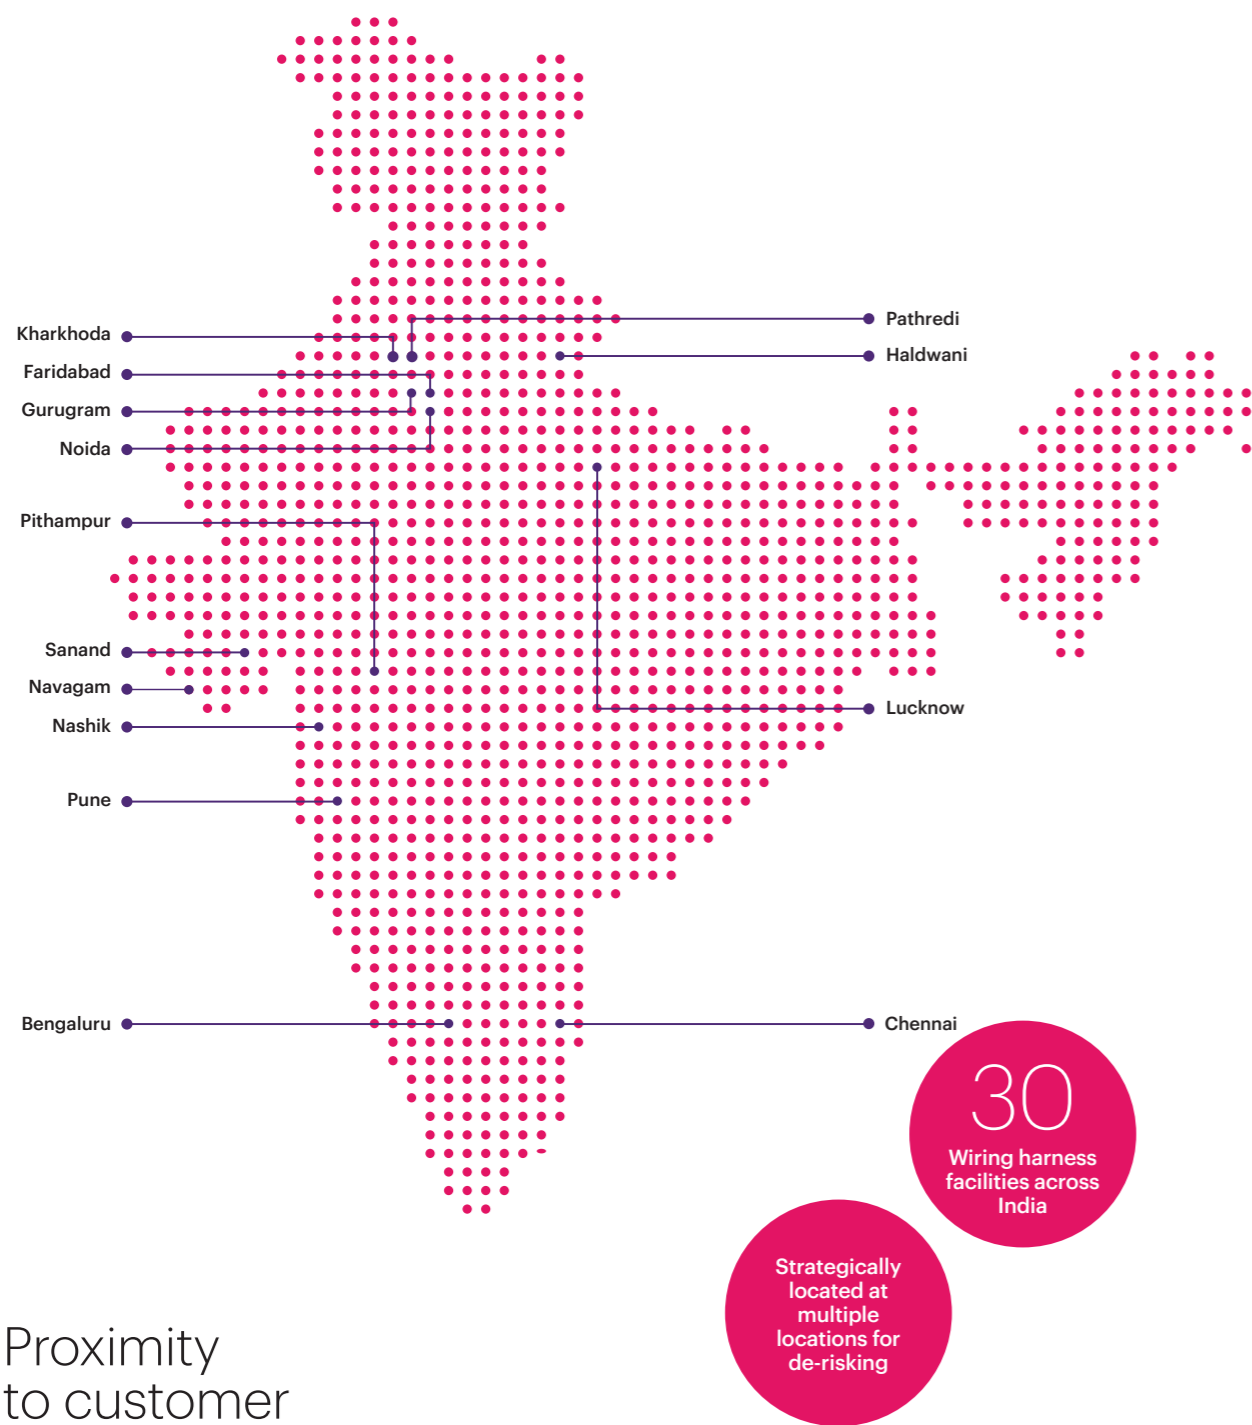 Kharkhoda
Faridabad
Gurugram
Noida
Pithampur
Sanand
Navagam
Nashik
Pune
Bengaluru
Pathredi
Haldwani
Lucknow
Chennai
30
Wiring harness
facilities across
India
Strategically
located at
multiple
locations for
de-risking
Proximity
to customer